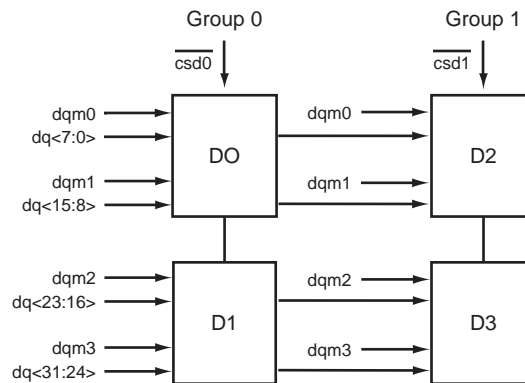 Group 0 Group 1
csd0 csd1
dqm0 dqm0
dq<7:0>
DO D2
dqm1 dqm1
dq<15:8>
dqm2 dqm2
dq<23:16>
D1 D3
dqm3 dqm3
dq<31:24>